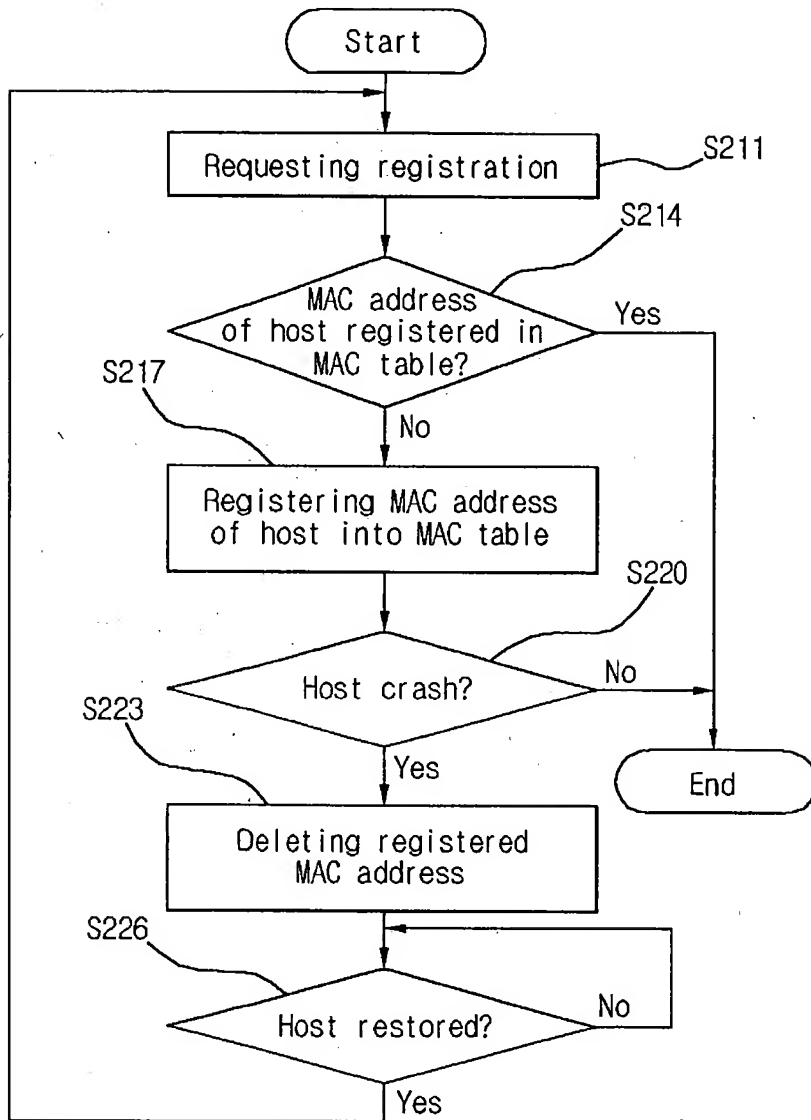 Start
Requesting registration
S211
S214
MAC address
of host registered in
MAC table?
Yes
No
S217
Registering MAC address
of host into MAC table
S220
Host crash?
No
Yes
End
S223
Deleting registered
MAC address
S226
Host restored?
No
Yes